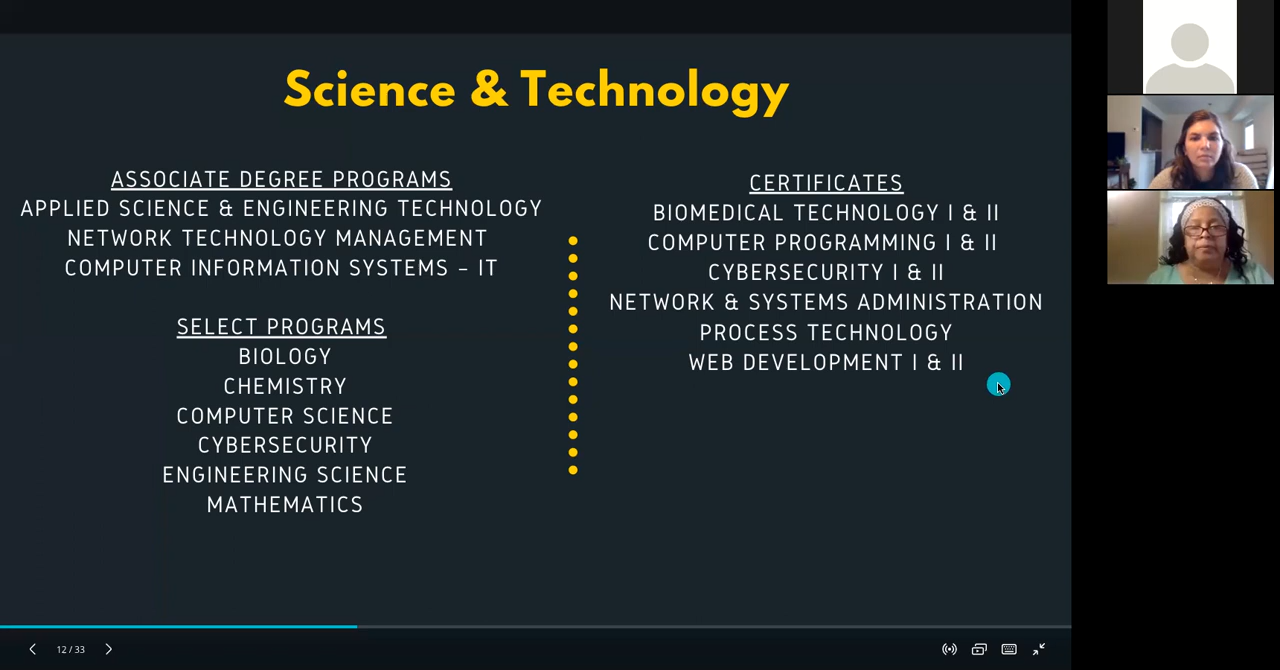 Science & Technology
ASSOCIATE DEGREE PROGRAMS
APPLIED SCIENCE & ENGINEERING TECHNOLOGY
NETWORK TECHNOLOGY MANAGEMENT
COMPUTER INFORMATION SYSTEMS – IT
SELECT PROGRAMS
BIOLOGY
CHEMISTRY
COMPUTER SCIENCE
CYBERSECURITY
ENGINEERING SCIENCE
MATHEMATICS
CERTIFICATES
BIOMEDICAL TECHNOLOGY I & II
COMPUTER PROGRAMMING I & II
CYBERSECURITY I & II
NETWORK & SYSTEMS ADMINISTRATION
PROCESS TECHNOLOGY
WEB DEVELOPMENT I & II
12 / 33